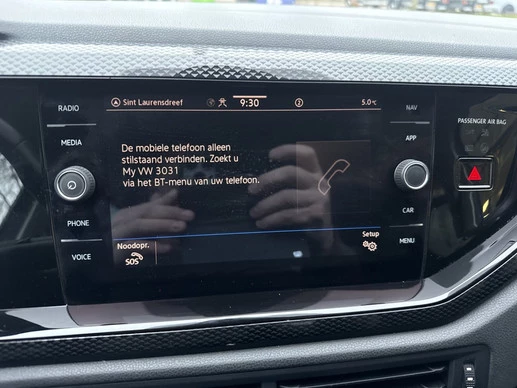 RADIO
MEDIA
PHONE
VOICE
Sint Laurensdreef 9:30 5.0°C
De mobiele telefoon alleen
stilstand verbinden. Zoekt u
My VW 3031
via het BT-menu van uw telefoon.
Noodopr.
SOS
Setup
NAV
APP
CAR
MENU
PASSENGER AIR BAG